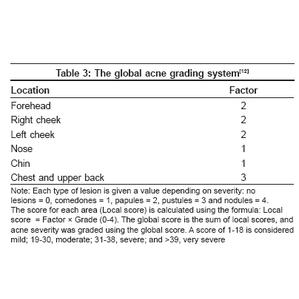 Table 3: The global acne grading system[12]
Location Factor
Forehead 2
Right cheek 2
Left cheek 2
Nose 1
Chin 1
Chest and upper back 3
Note: Each type of lesion is given a value depending on severity: no
lesions = 0, comedones = 1, papules = 2, pustules = 3 and nodules = 4.
The score for each area (Local score) is calculated using the formula: Local
score = Factor × Grade (0-4). The global score is the sum of local scores, and
acne severity was graded using the global score. A score of 1-18 is considered
mild; 19-30, moderate; 31-38, severe; and >39, very severe